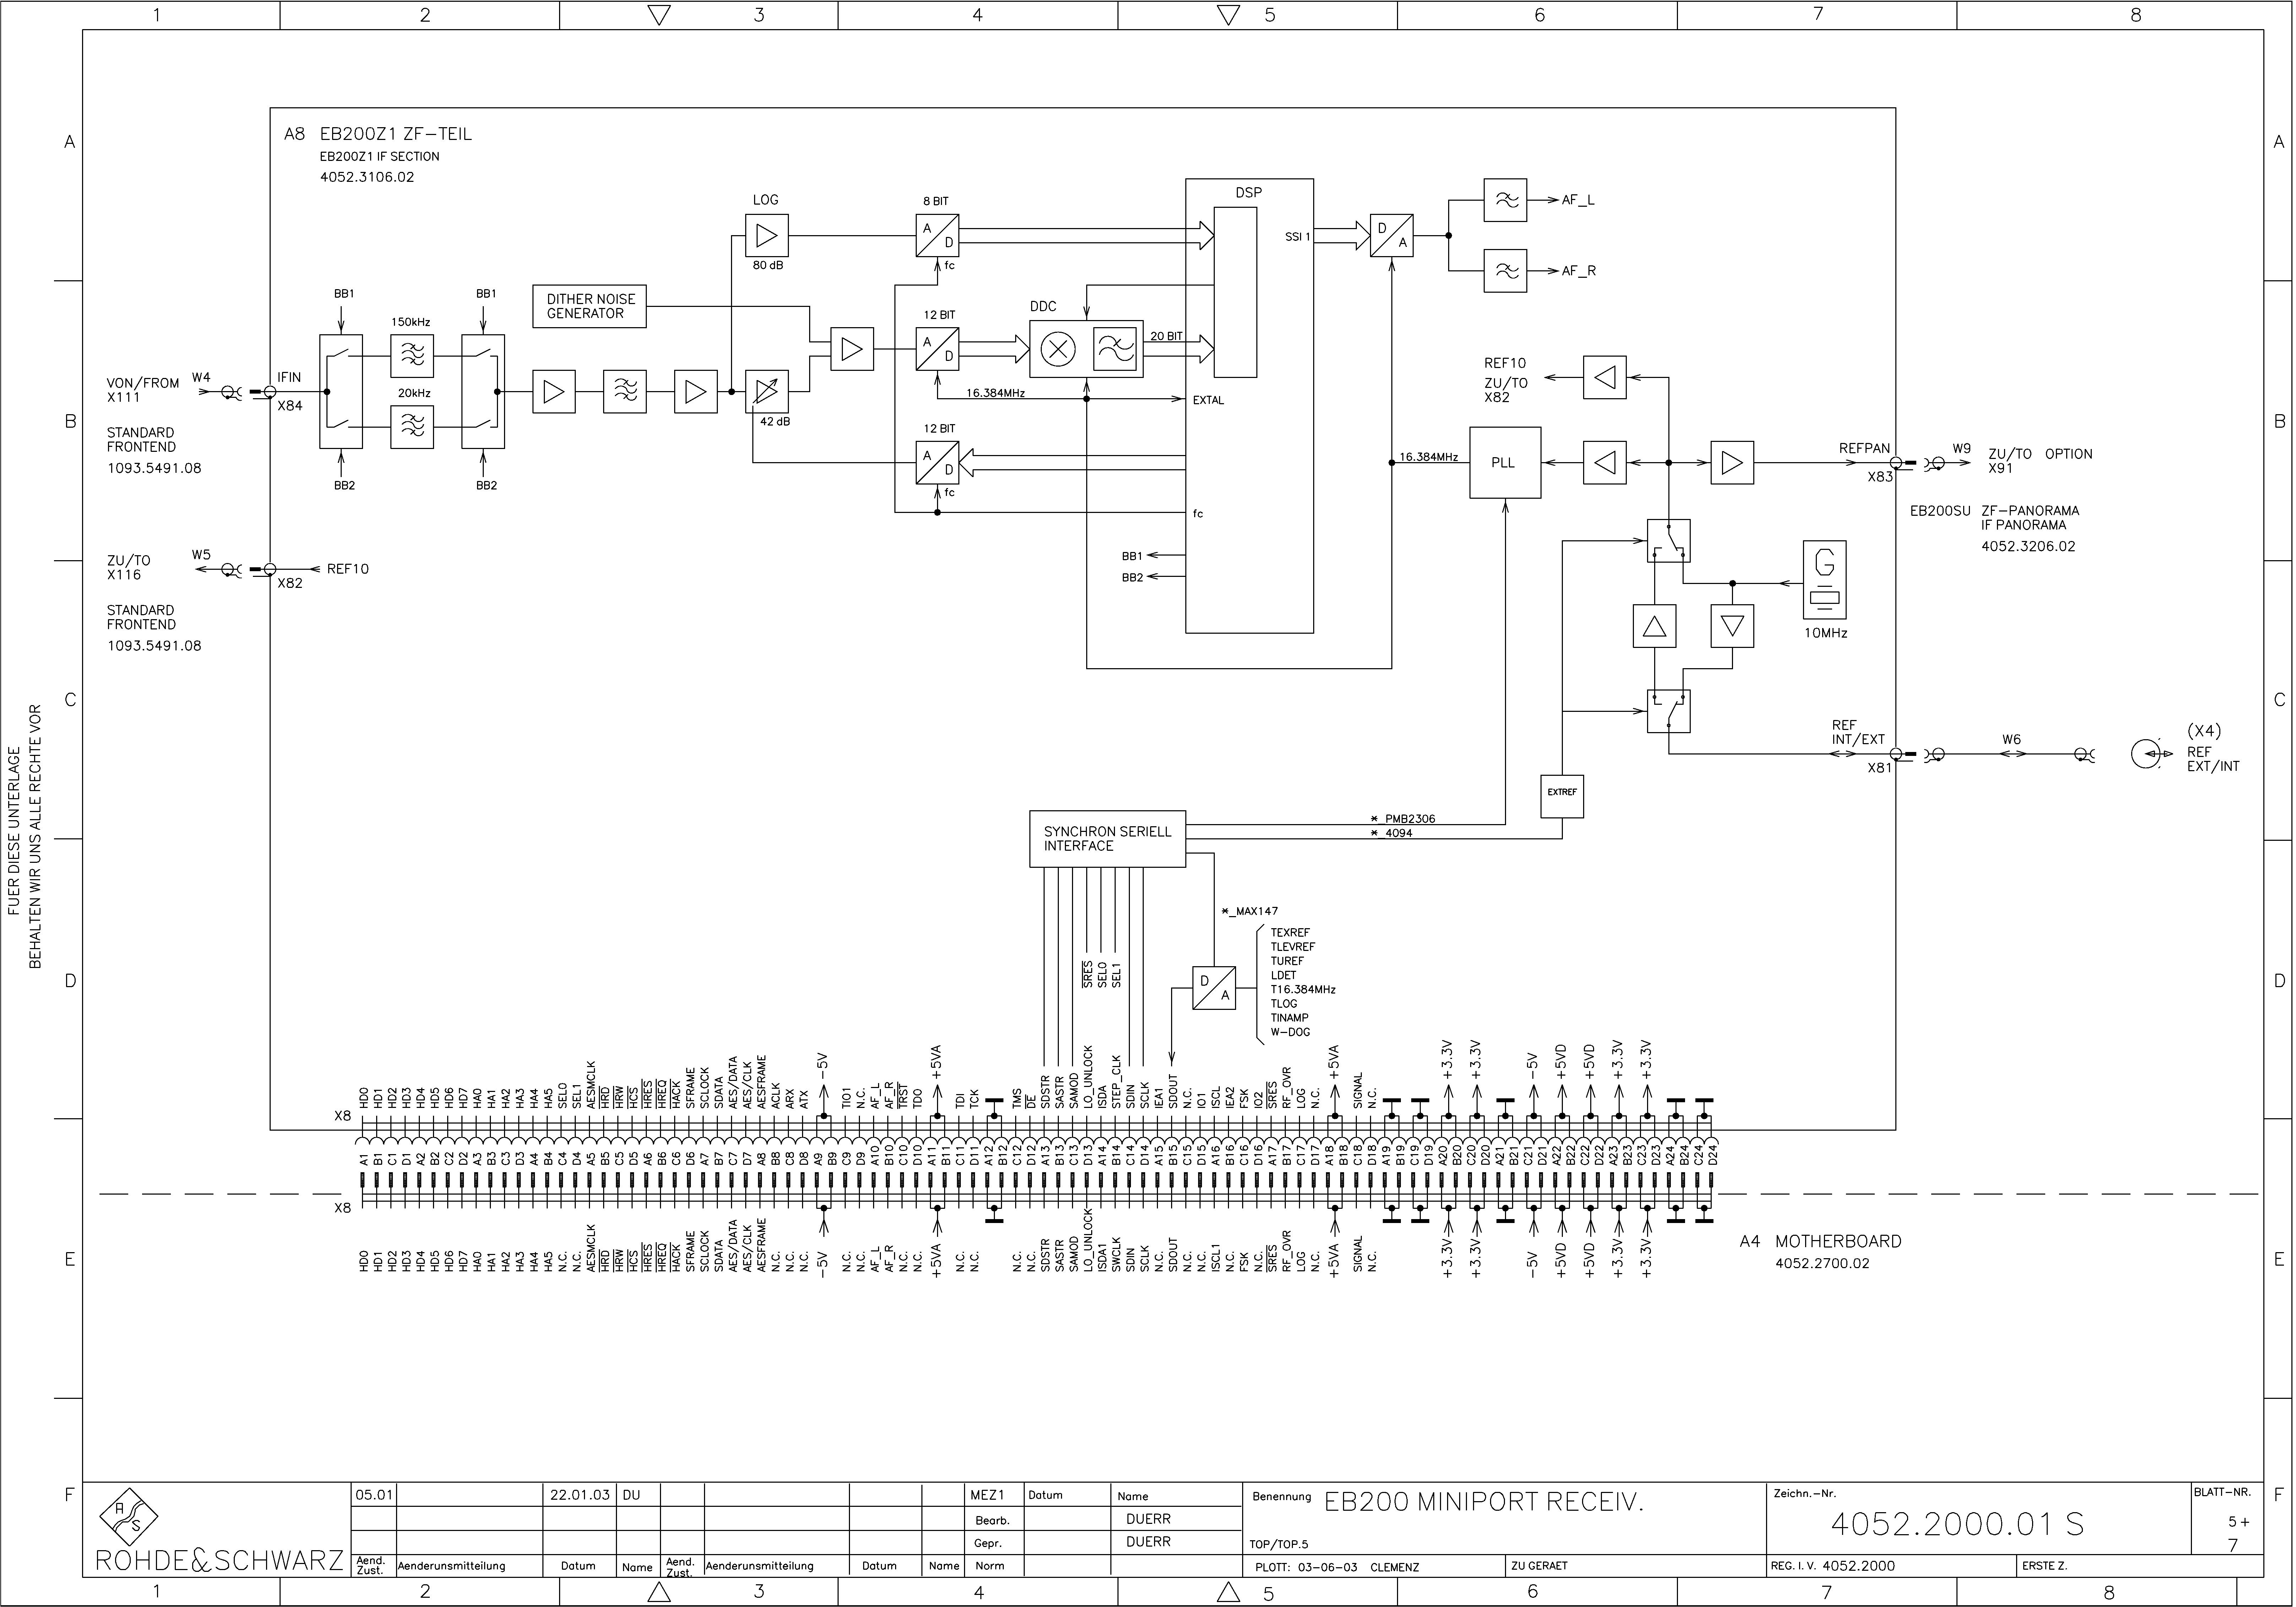 1 2 3 4 5 6 7 8
A
A
B
B
C
C
D
D
E
E
F
F
FUER DIESE UNTERLAGE
BEHALTEN WIR UNS ALLE RECHTE VOR
A8 EB200Z1 ZF-TEIL
EB200Z1 IF SECTION
4052.3106.02
LOG
80 dB
8 BIT
A
D
fc
DSP
SSI 1
D
A
AF_L
AF_R
BB1
BB1
150kHz
20kHz
BB2
BB2
DITHER NOISE
GENERATOR
12 BIT
A
D
DDC
20 BIT
16.384MHz
EXTAL
42 dB
12 BIT
A
D
fc
fc
BB1
BB2
VON/FROM W4
X111
IFIN
X84
STANDARD
FRONTEND
1093.5491.08
ZU/TO W5
X116
X82
REF10
STANDARD
FRONTEND
1093.5491.08
REF10
ZU/TO
X82
16.384MHz
PLL
REFPAN
X83
W9
ZU/TO OPTION
X91
EB200SU ZF-PANORAMA
IF PANORAMA
4052.3206.02
G
10MHz
REF
INT/EXT
X81
W6
(X4)
REF
EXT/INT
EXTREF
SYNCHRON SERIELL
INTERFACE
*_PMB2306
*_4094
*_MAX147
SRES
SEL0
SEL1
D
A
TEXREF
TLEVREF
TUREF
LDET
T16.384MHz
TLOG
TINAMP
W-DOG
X8
HD0 HD1 HD2 HD3 HD4 HD5 HD6 HD7 HA0 HA1 HA2 HA3 HA4 HA5 SEL0 SEL1 AESMCLK HRD HRW HCS HRES HREQ HACK SFRAME SCLOCK SDATA AES/DATA AES/CLK AESFRAME ACLK ARX ATX -5V TIO1 N.C. AF_L AF_R TRST TDO +5VA TDI TCK TMS DE SDSTR SASTR SAMOD LO_UNLOCK ISDA STEP_CLK SDIN SCLK IEA1 SDOUT N.C. IO1 ISCL IEA2 FSK IO2 SRES RF_OVR LOG N.C. +5VA SIGNAL N.C. +3.3V +3.3V -5V +5VD +5VD +3.3V +3.3V
A1 B1 C1 D1 A2 B2 C2 D2 A3 B3 C3 D3 A4 B4 C4 D4 A5 B5 C5 D5 A6 B6 C6 D6 A7 B7 C7 D7 A8 B8 C8 D8 A9 B9 C9 D9 A10 B10 C10 D10 A11 B11 C11 D11 A12 B12 C12 D12 A13 B13 C13 D13 A14 B14 C14 D14 A15 B15 C15 D15 A16 B16 C16 D16 A17 B17 C17 D17 A18 B18 C18 D18 A19 B19 C19 D19 A20 B20 C20 D20 A21 B21 C21 D21 A22 B22 C22 D22 A23 B23 C23 D23 A24 B24 C24 D24
X8
HD0 HD1 HD2 HD3 HD4 HD5 HD6 HD7 HA0 HA1 HA2 HA3 HA4 HA5 N.C. N.C. AESMCLK HRD HRW HCS HRES HREQ HACK SFRAME SCLOCK SDATA AES/DATA AES/CLK AESFRAME N.C. N.C. N.C. -5V N.C. N.C. AF_L AF_R N.C. N.C. +5VA N.C. N.C. N.C. N.C. SDSTR SASTR SAMOD LO_UNLOCK ISDA1 SWCLK SDIN SCLK N.C. SDOUT N.C. N.C. ISCL1 N.C. FSK N.C. SRES RF_OVR LOG N.C. +5VA SIGNAL N.C. +3.3V +3.3V -5V +5VD +5VD +3.3V +3.3V
A4 MOTHERBOARD
4052.2700.02
R
S
ROHDE&SCHWARZ
05.01 22.01.03 DU
Aend. Zust. Aenderunsmitteilung Datum Name Aend. Zust. Aenderunsmitteilung Datum Name
MEZ1 Datum Name
Bearb. DUERR
Gepr. DUERR
Norm
Benennung EB200 MINIPORT RECEIV.
TOP/TOP.5
PLOTT: 03-06-03 CLEMENZ
ZU GERAET
Zeichn.-Nr.
4052.2000.01 S
REG. I. V. 4052.2000
ERSTE Z.
BLATT-NR.
5+
7
1 2 3 4 5 6 7 8